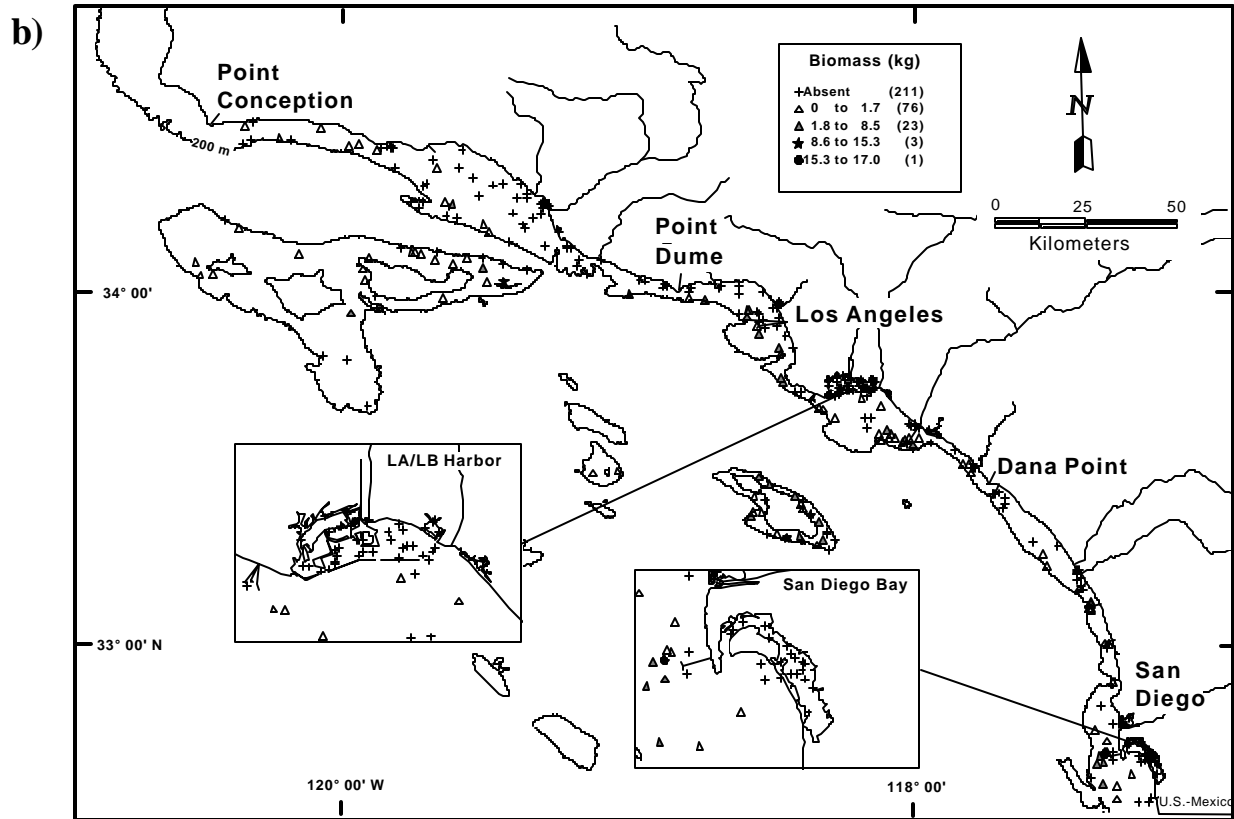 b)
Point
Conception
200 m
Biomass (kg)
Absent (211)
0 to 1.7 (76)
1.8 to 8.5 (23)
8.6 to 15.3 (3)
15.3 to 17.0 (1)
N
0 25 50
Kilometers
Point
Dume
34° 00'
Los Angeles
LA/LB Harbor
Dana Point
San Diego Bay
33° 00' N
San
Diego
120° 00' W
118° 00'
U.S.-Mexico